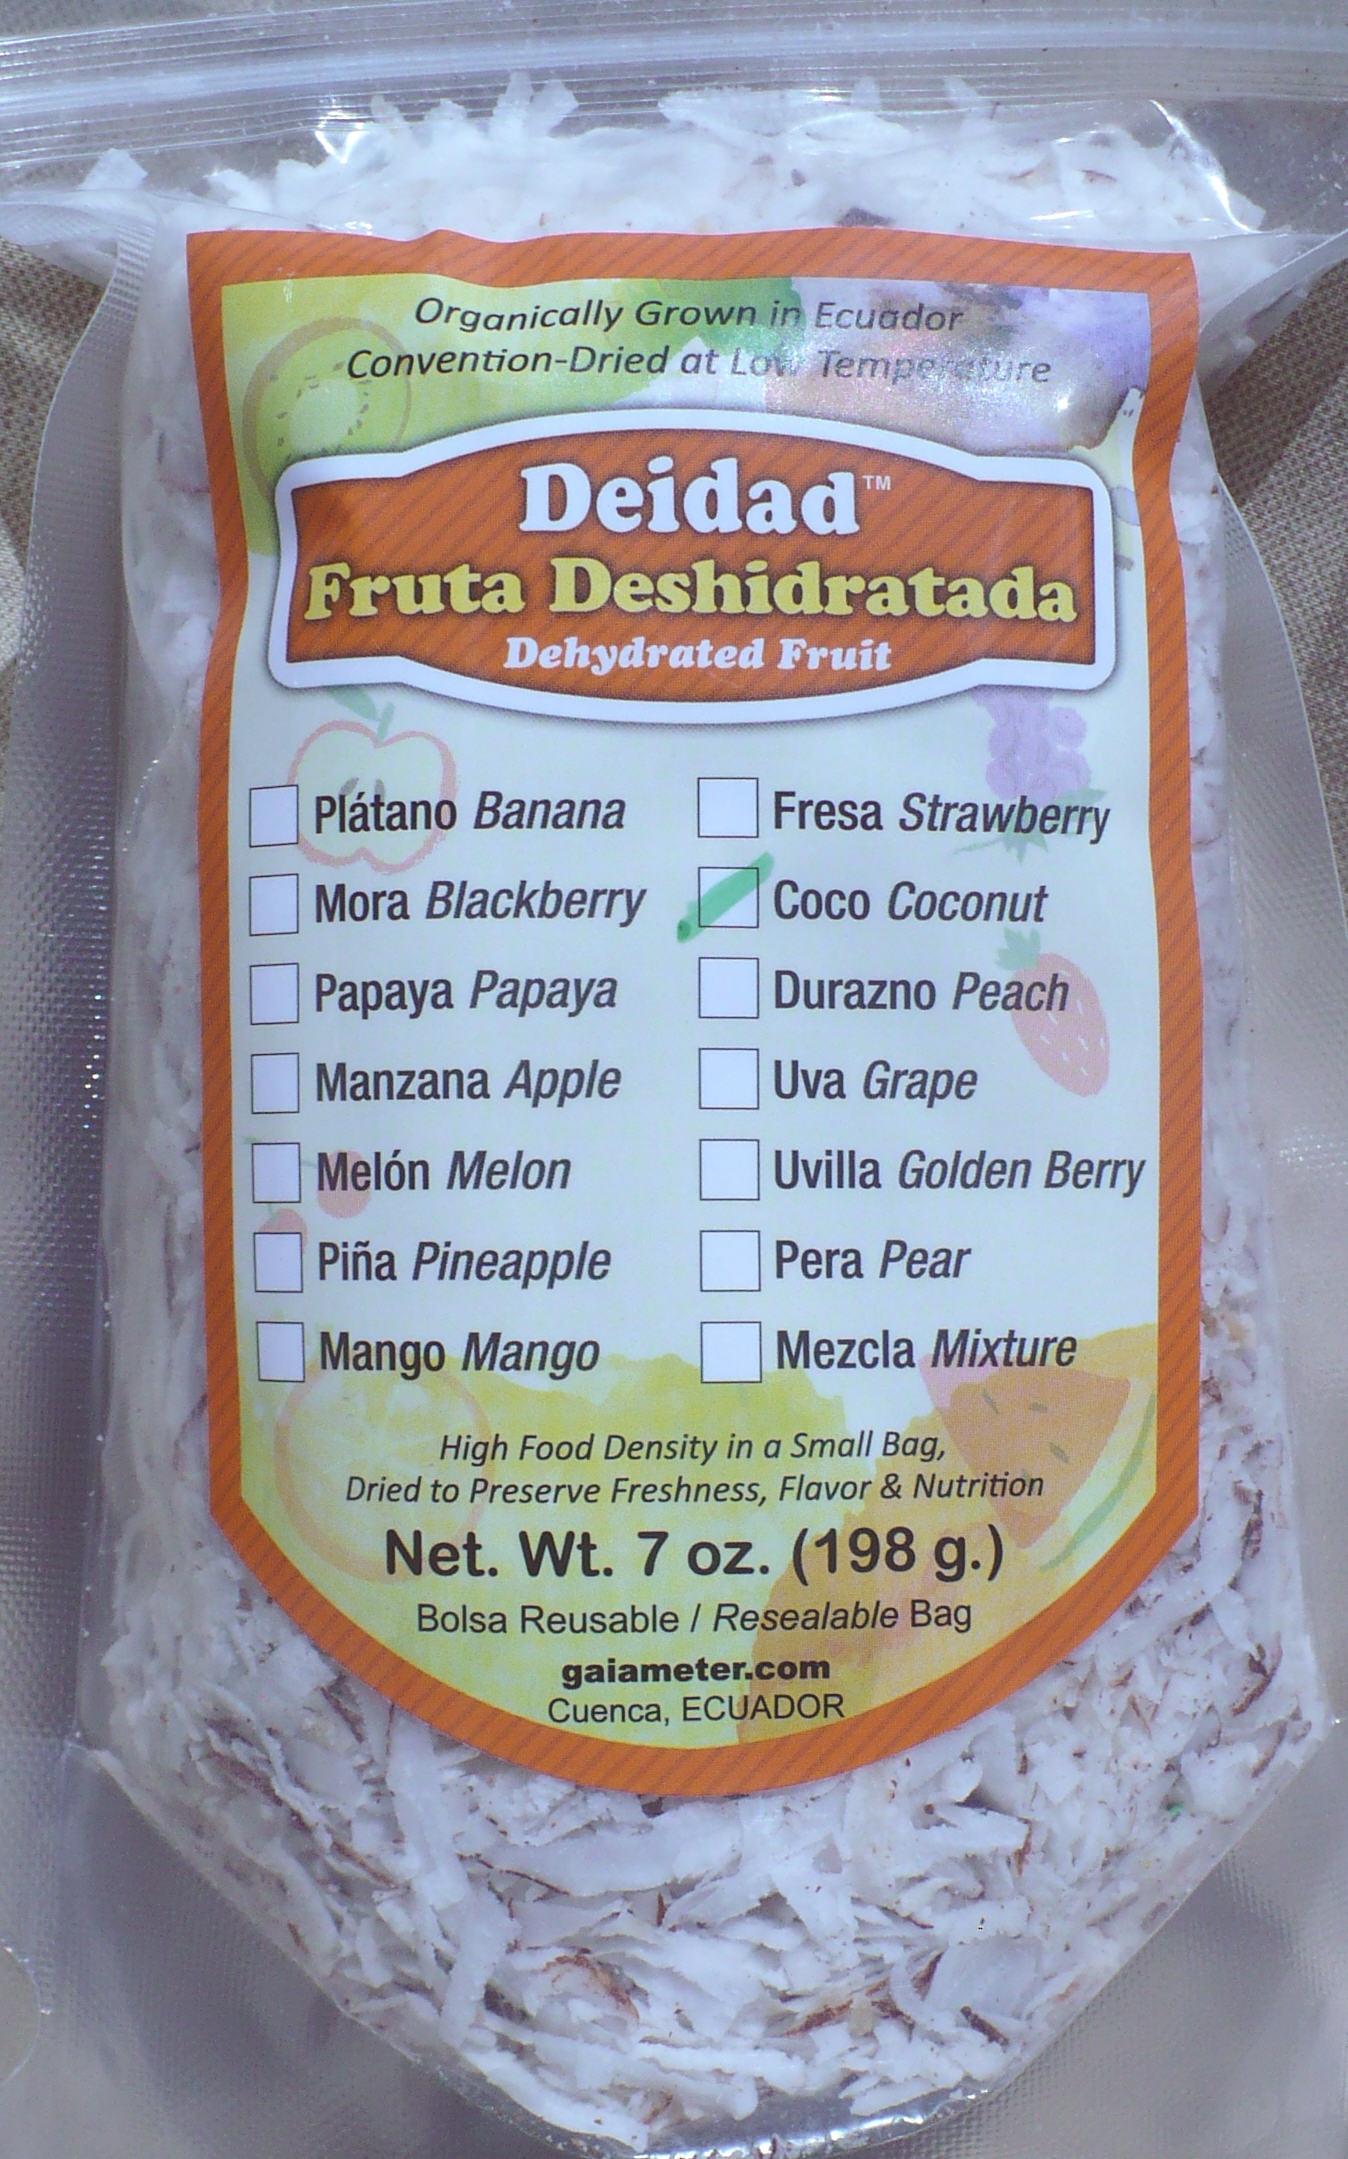 Organically Grown in Ecuador
Convention-Dried at Low Temperature
Deidad™
Fruta Deshidratada
Dehydrated Fruit
Plátano Banana
Mora Blackberry
Papaya Papaya
Manzana Apple
Melón Melon
Piña Pineapple
Mango Mango
Fresa Strawberry
Coco Coconut
Durazno Peach
Uva Grape
Uvilla Golden Berry
Pera Pear
Mezcla Mixture
High Food Density in a Small Bag,
Dried to Preserve Freshness, Flavor & Nutrition
Net. Wt. 7 oz. (198 g.)
Bolsa Reusable / Resealable Bag
gaiameter.com
Cuenca, ECUADOR